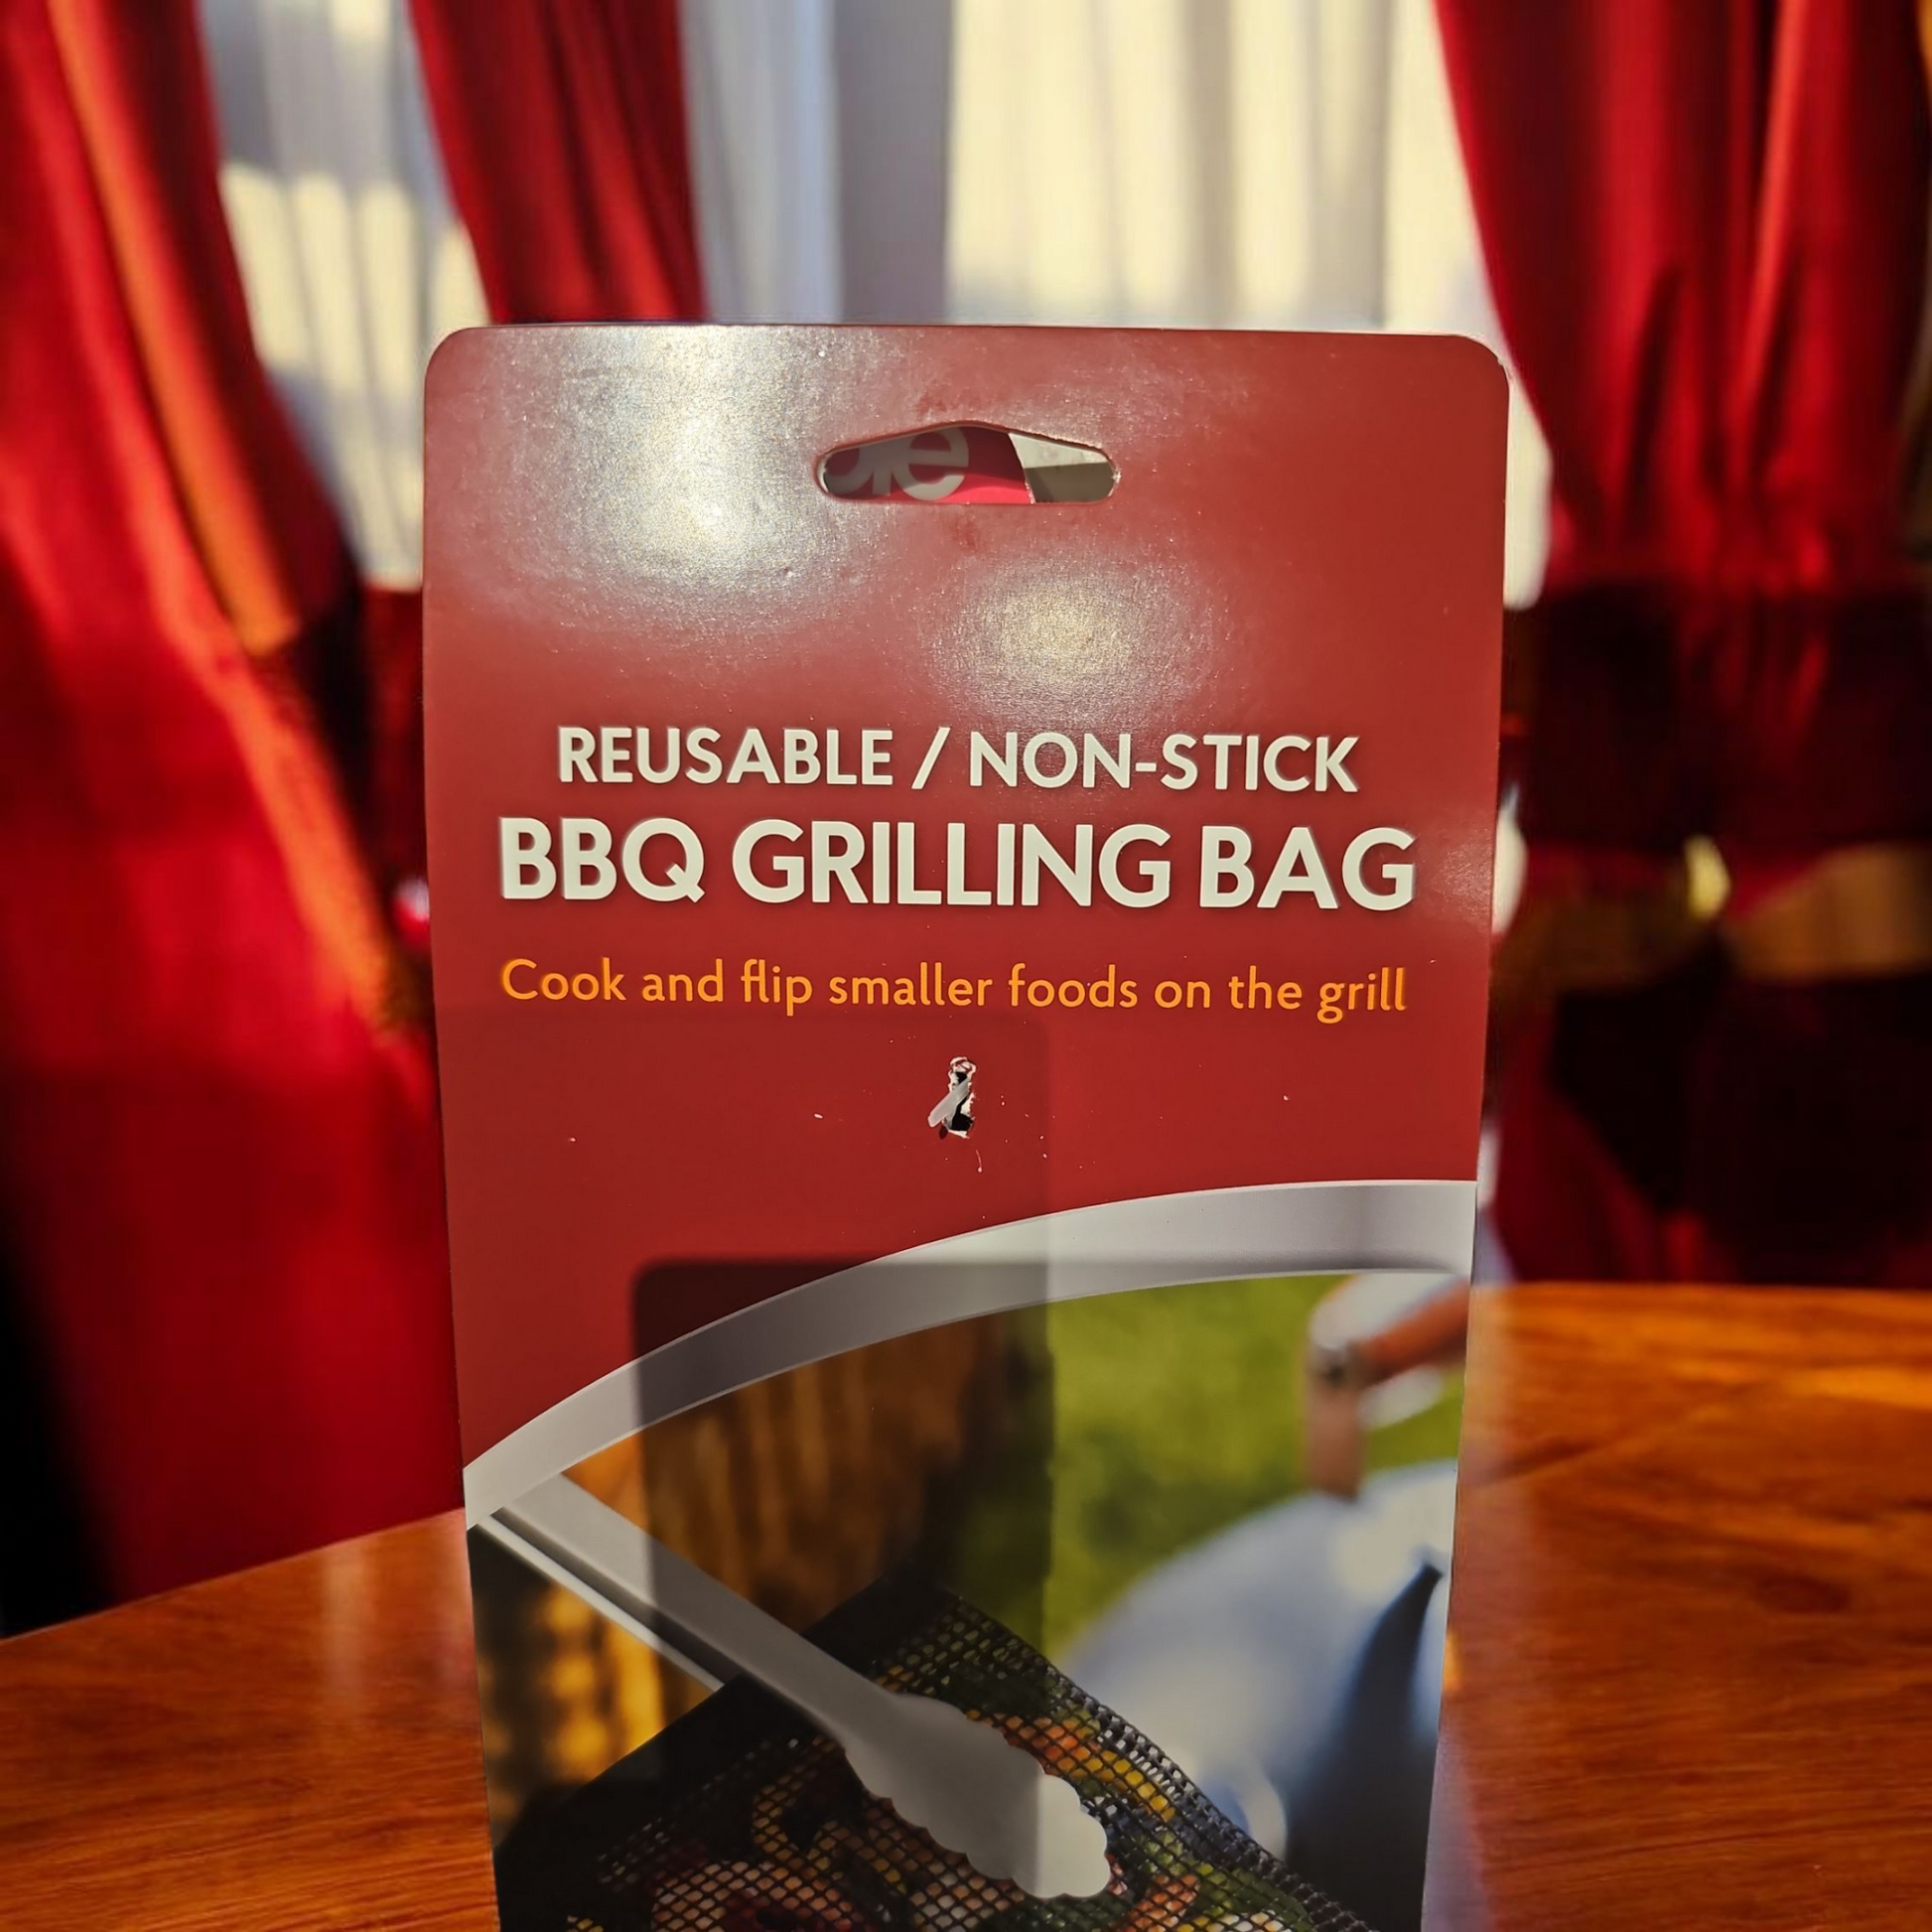 REUSABLE / NON-STICK
BBQ GRILLING BAG
Cook and flip smaller foods on the grill